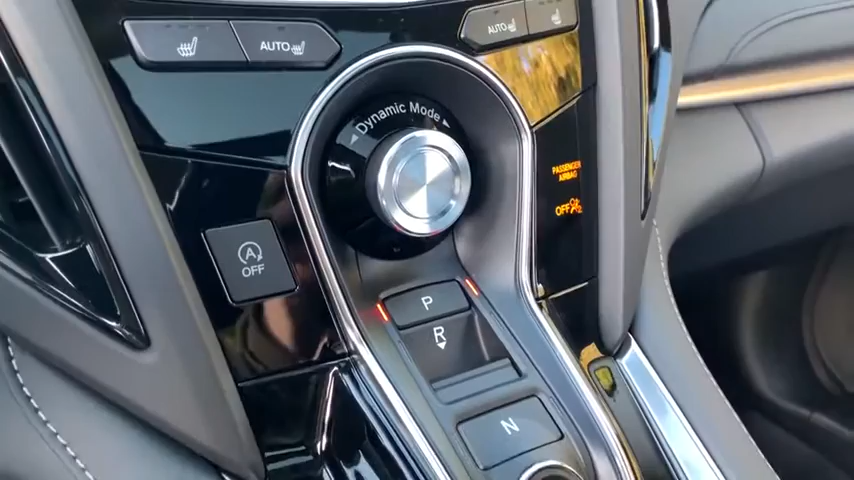 AUTO
AUTO
Dynamic Mode
PASSENGER
AIRBAG
OFF
A
OFF
P
R
N